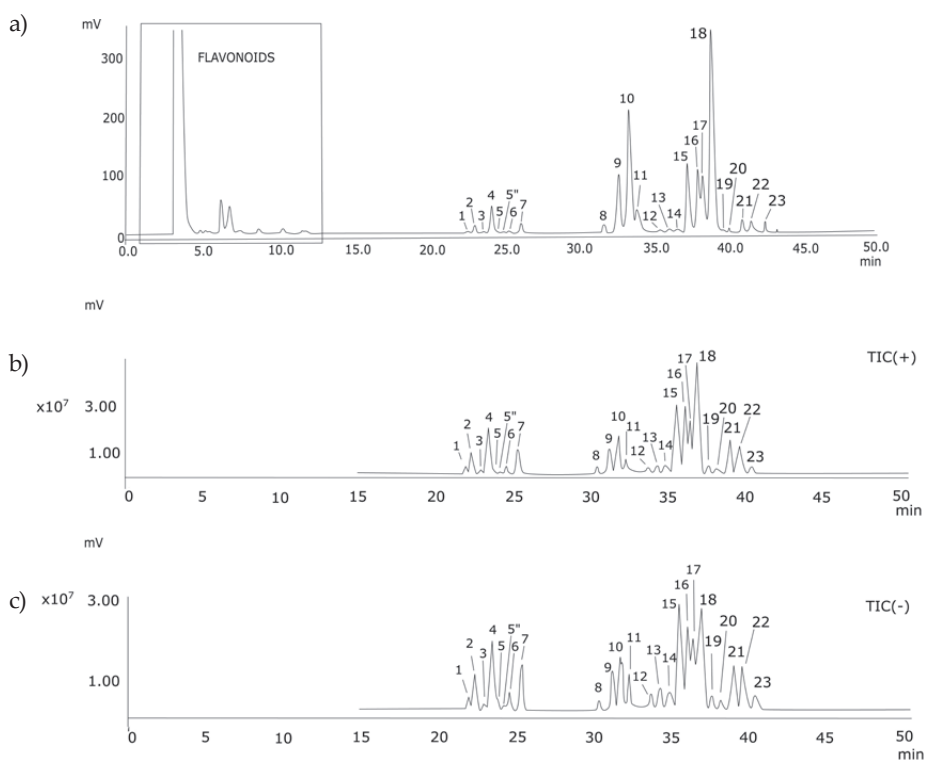 a)
mV
300
200
100
0
FLAVONOIDS
1 2 3 4 5 5" 6 7 8 9 10 11 12 13 14 15 16 17 18 19 20 21 22 23
0.0 5.0 10.0 15.0 20.0 25.0 30.0 35.0 40.0 45.0 50.0
min
mV
b)
TIC(+)
x10⁷ 3.00
1.00
1 2 3 4 5 5" 6 7 8 9 10 11 12 13 14 15 16 17 18 19 20 21 22 23
0 5 10 15 20 25 30 35 40 45 50
min
mV
c)
x10⁷ 3.00
TIC(-)
1.00
1 2 3 4 5 5" 6 7 8 9 10 11 12 13 14 15 16 17 18 19 20 21 22 23
0 5 10 15 20 25 30 35 40 45 50
min